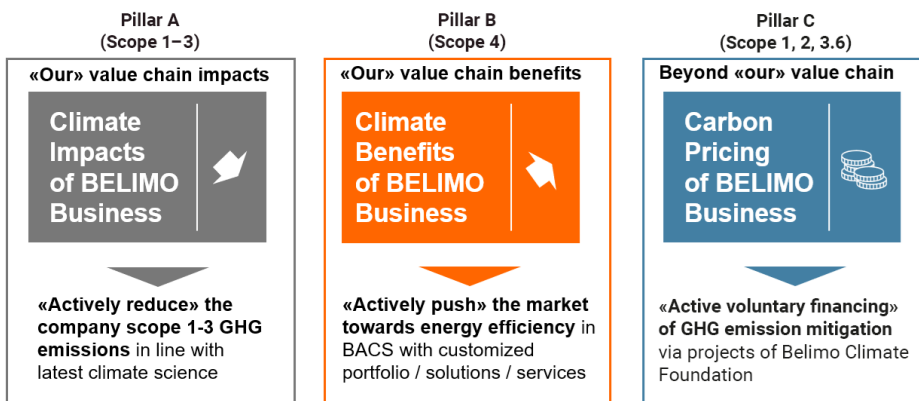 Pillar A
(Scope 1–3)
«Our» value chain impacts
Climate
Impacts
of BELIMO
Business
«Actively reduce» the
company scope 1-3 GHG
emissions in line with
latest climate science
Pillar B
(Scope 4)
«Our» value chain benefits
Climate
Benefits
of BELIMO
Business
«Actively push» the market
towards energy efficiency in
BACS with customized
portfolio / solutions / services
Pillar C
(Scope 1, 2, 3.6)
Beyond «our» value chain
Carbon
Pricing
of BELIMO
Business
«Active voluntary financing»
of GHG emission mitigation
via projects of Belimo Climate
Foundation